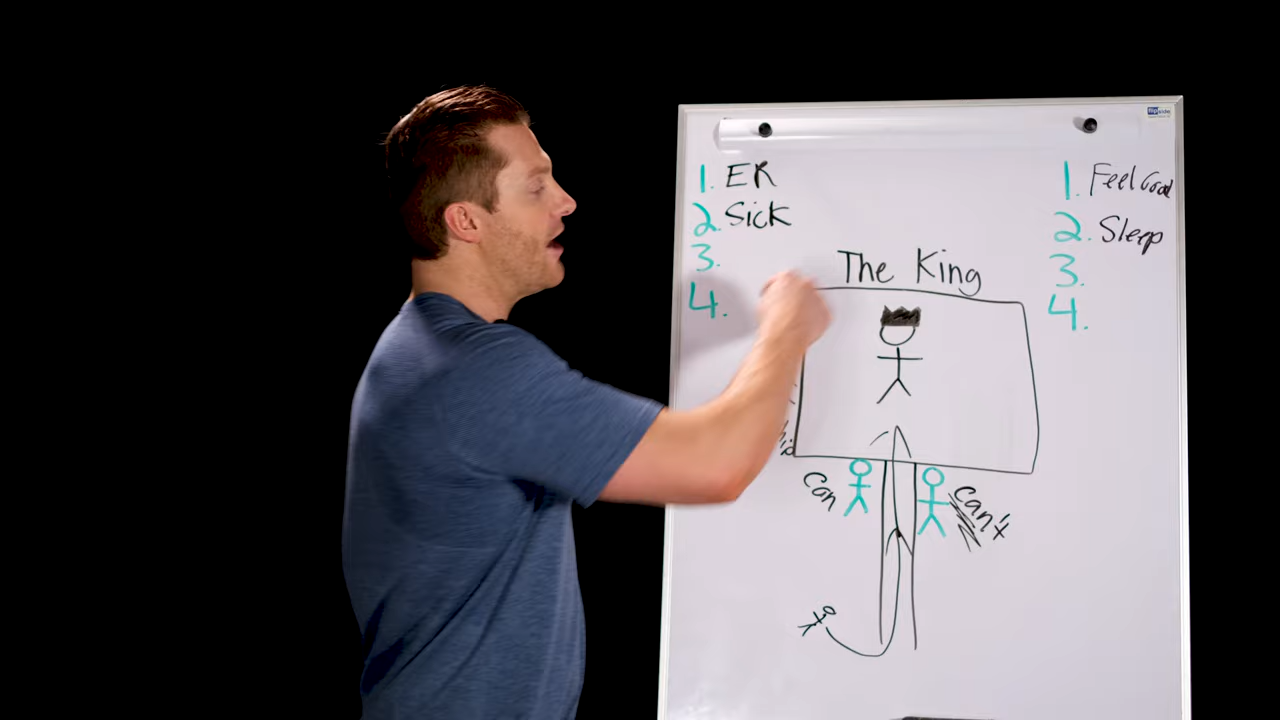 1. ER
2. Sick
3.
4.
1. Feel Good
2. Sleep
3.
4.
The King
Can
Can't